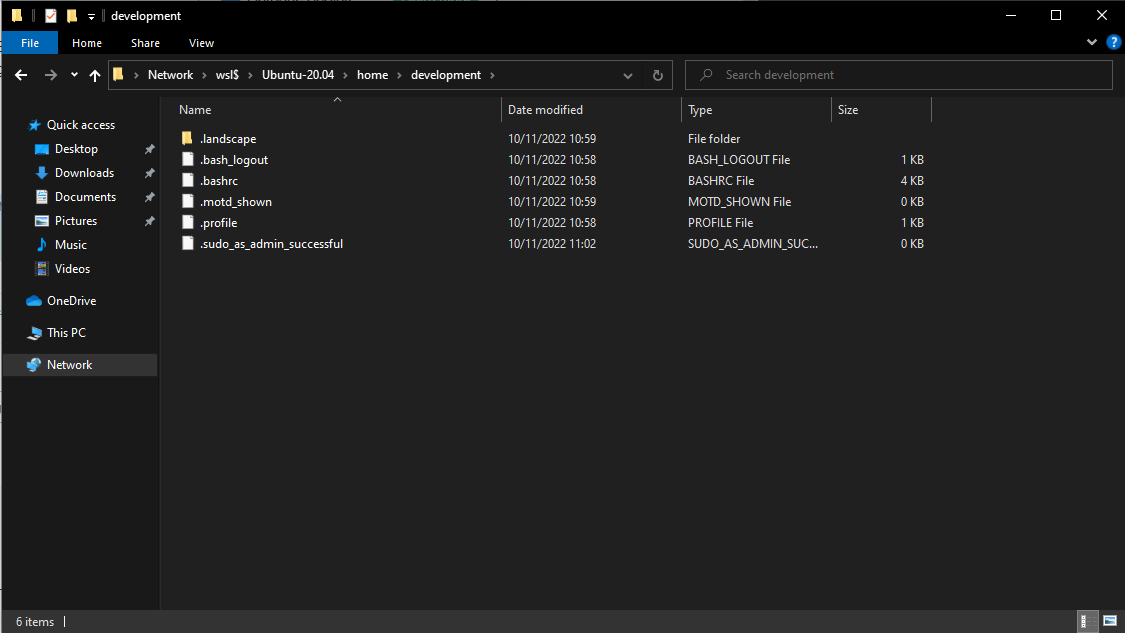 development
File Home Share View
Network wsl$ Ubuntu-20.04 home development
Search development
Name Date modified Type Size
Quick access
Desktop
Downloads
Documents
Pictures
Music
Videos
OneDrive
This PC
Network
.landscape 10/11/2022 10:59 File folder
.bash_logout 10/11/2022 10:58 BASH_LOGOUT File 1 KB
.bashrc 10/11/2022 10:58 BASHRC File 4 KB
.motd_shown 10/11/2022 10:59 MOTD_SHOWN File 0 KB
.profile 10/11/2022 10:58 PROFILE File 1 KB
.sudo_as_admin_successful 10/11/2022 11:02 SUDO_AS_ADMIN_SUC... 0 KB
6 items